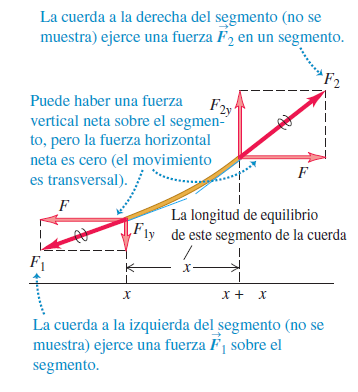 La cuerda a la derecha del segmento (no se
muestra) ejerce una fuerza F⃗₂ en un segmento.
F₂
Puede haber una fuerza
vertical neta sobre el segmen-
to, pero la fuerza horizontal
neta es cero (el movimiento
es transversal).
F₂y
F
F
F₁y
F₁
La longitud de equilibrio
de este segmento de la cuerda
x
x
x + x
La cuerda a la izquierda del segmento (no se
muestra) ejerce una fuerza F⃗₁ sobre el
segmento.